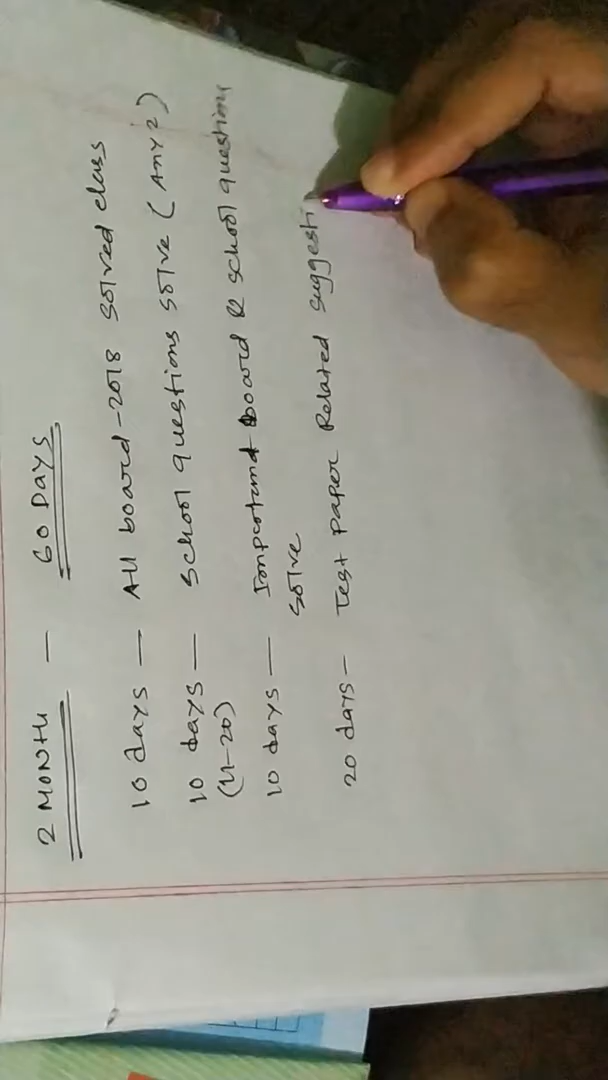 2 MONTH - 60 DAYS
10 days - All board-2018 solved class
10 days - School questions solve ( Any 2 )
(11-20)
10 days - Important board & school questions
solve
20 days - Test paper Related suggesti